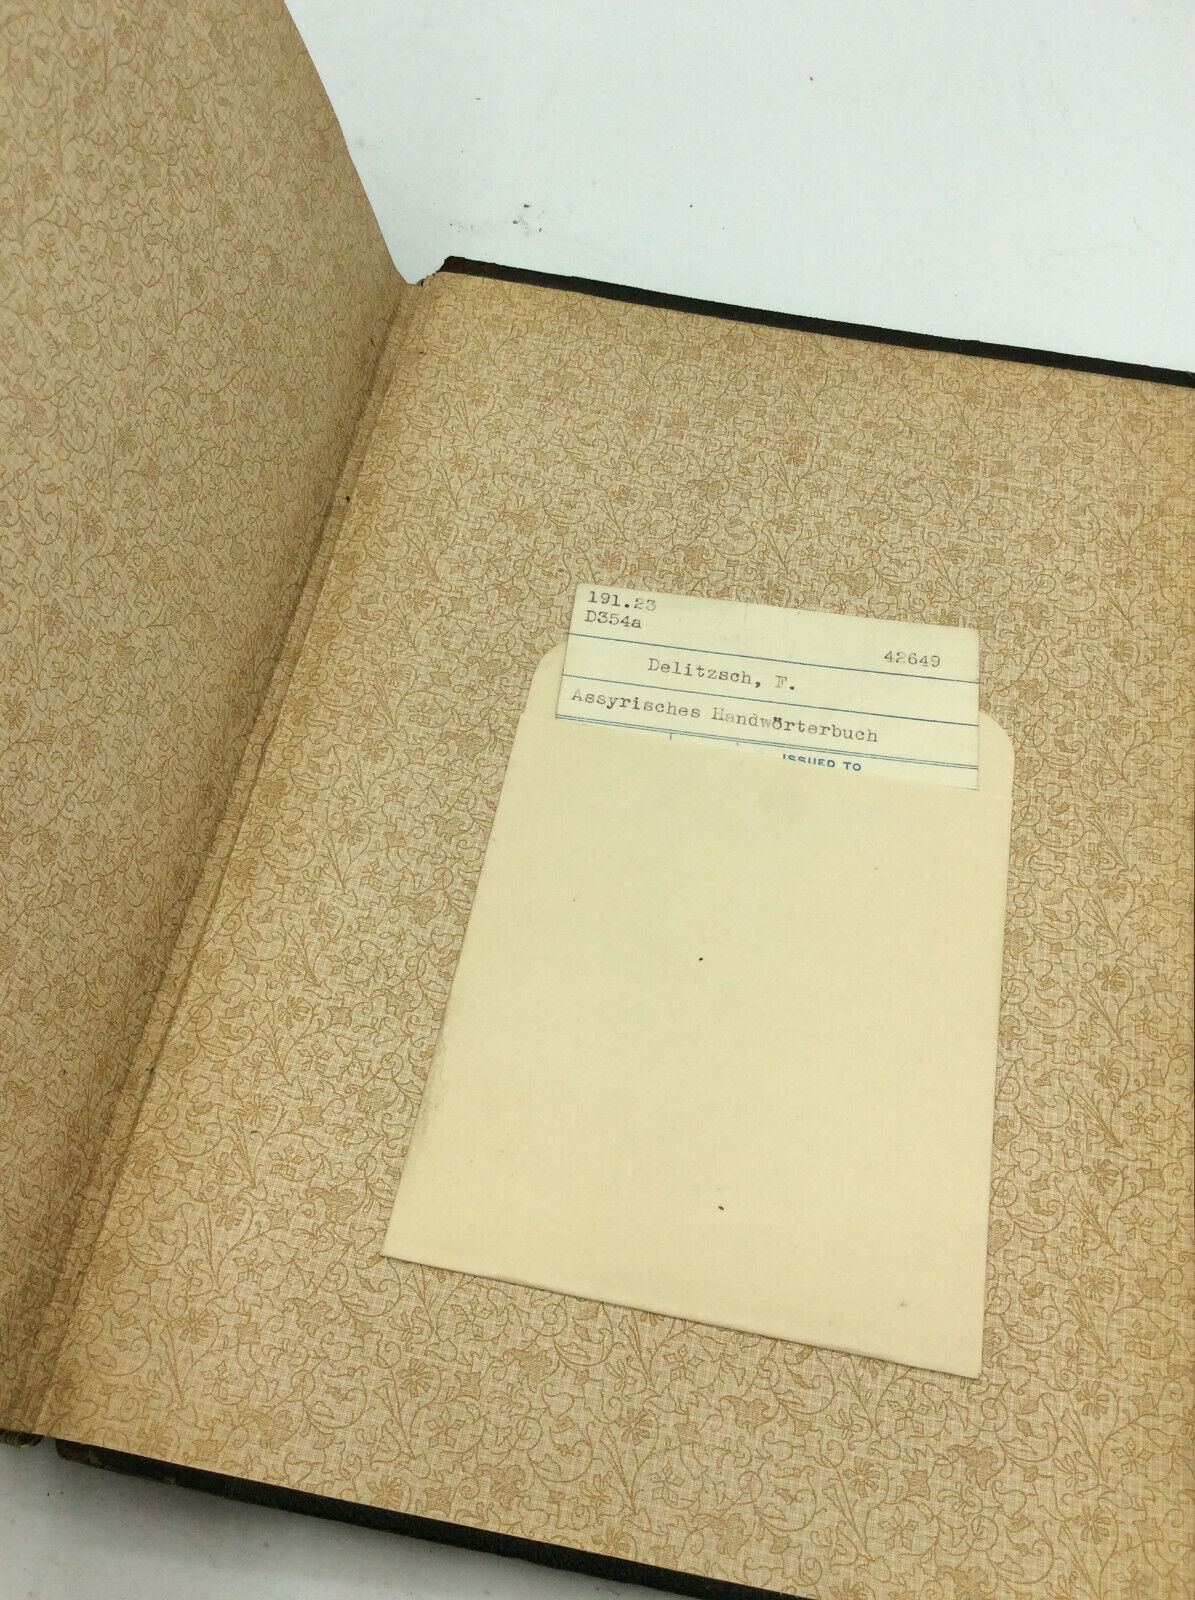 191.23
D354a
42649
Delitzsch, F.
Assyrisches Handwörterbuch
ISSUED TO